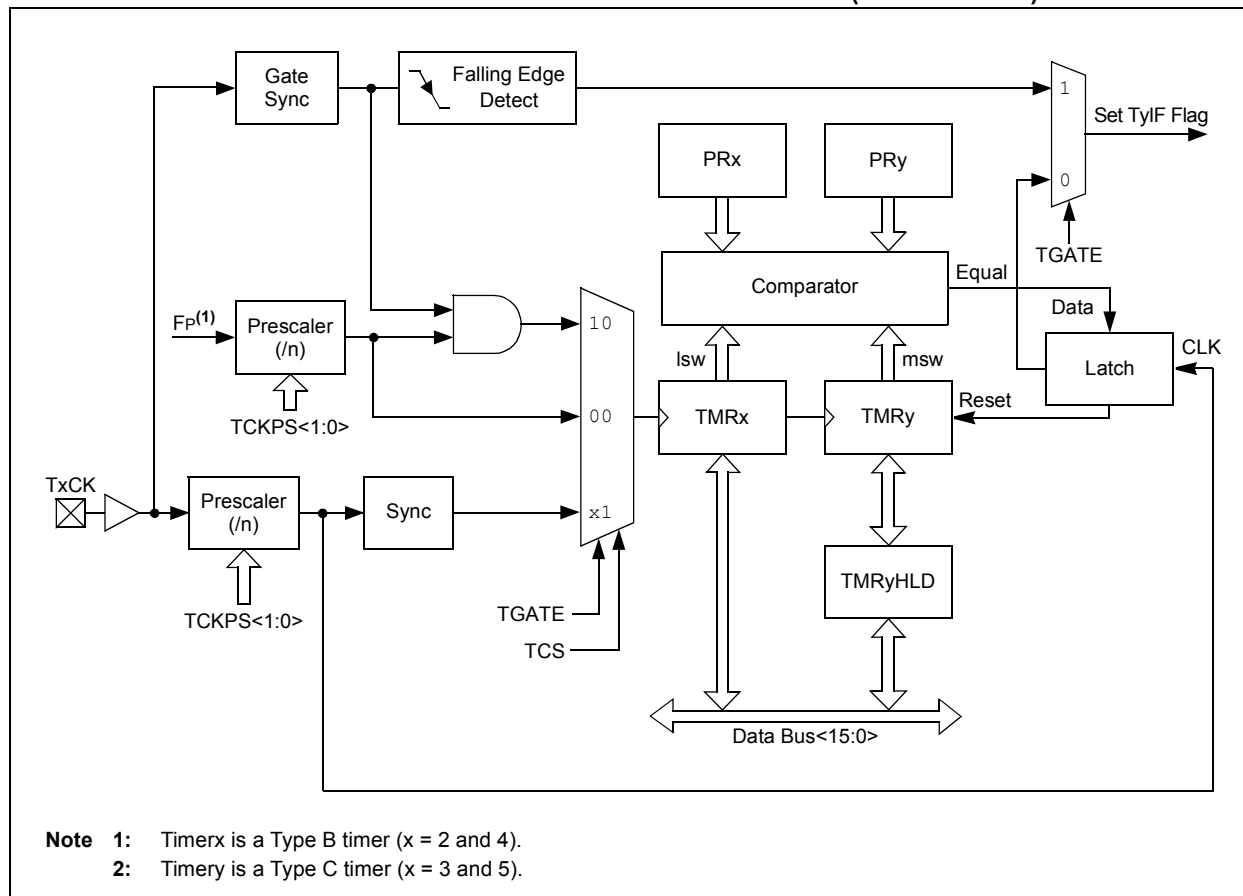 Gate
Sync
Falling Edge
Detect
1
Set TyIF Flag
0
TGATE
PRx
PRy
Comparator
Equal
Data
Latch
CLK
Reset
FP(1)
Prescaler
(/n)
TCKPS<1:0>
10
00
x1
lsw
msw
TMRx
TMRy
TxCK
Prescaler
(/n)
Sync
TCKPS<1:0>
TGATE
TCS
TMRyHLD
Data Bus<15:0>
Note 1: Timerx is a Type B timer (x = 2 and 4).
2: Timery is a Type C timer (x = 3 and 5).